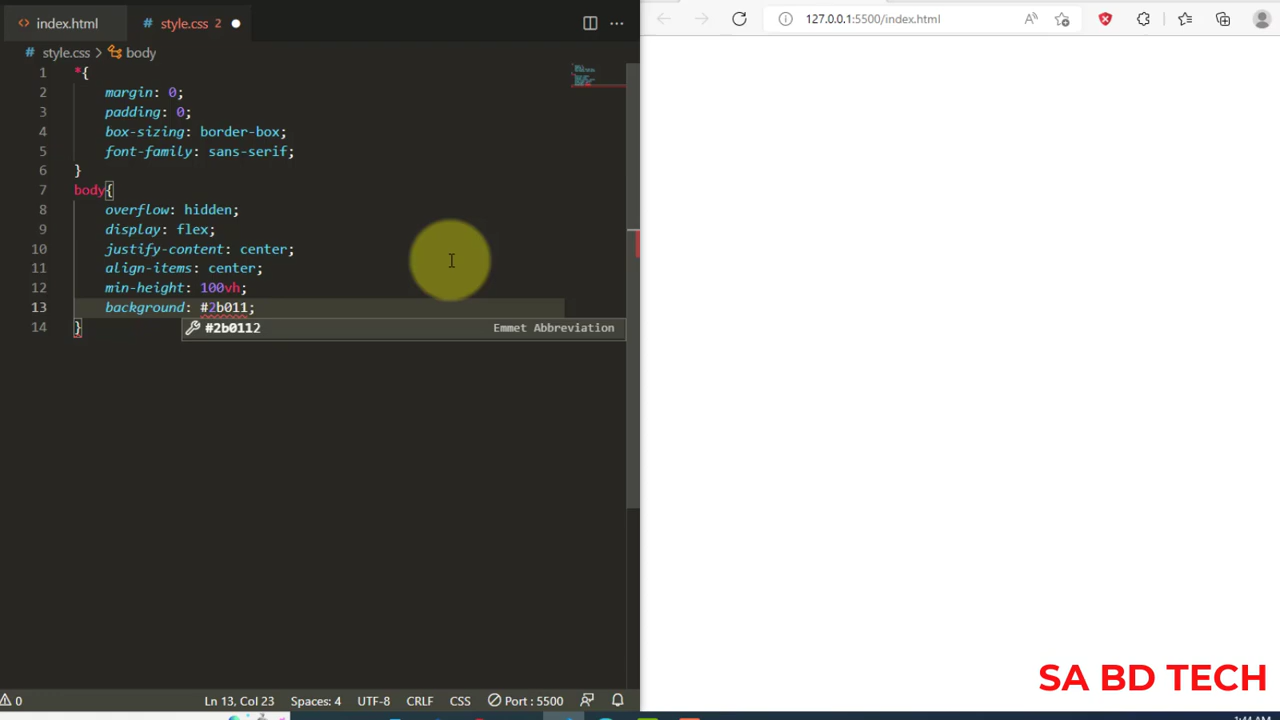 index.html
style.css 2
127.0.0.1:5500/index.html
style.css > body
1 *{
2 margin: 0;
3 padding: 0;
4 box-sizing: border-box;
5 font-family: sans-serif;
6 }
7 body{
8 overflow: hidden;
9 display: flex;
10 justify-content: center;
11 align-items: center;
12 min-height: 100vh;
13 background: #2b011;
#2b0112 Emmet Abbreviation
14 }
SA BD TECH
0 Ln 13, Col 23 Spaces: 4 UTF-8 CRLF CSS Port : 5500